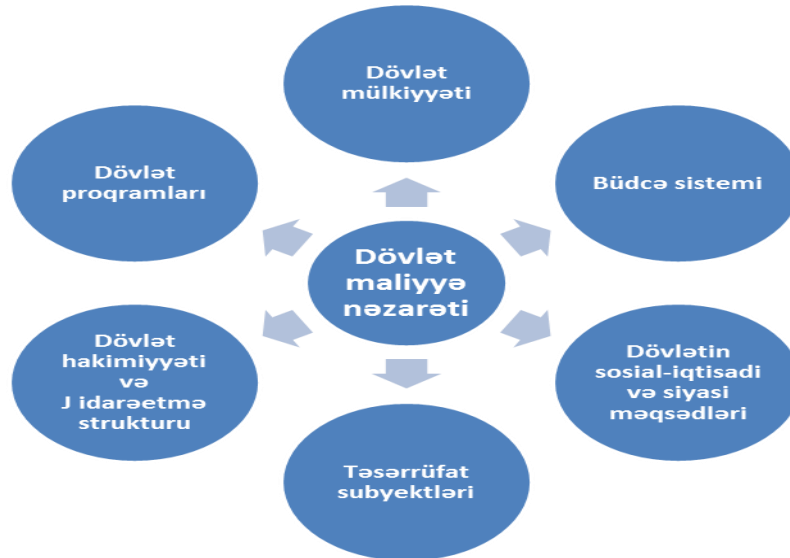 Dövlət
mülkiyyəti
Dövlət
proqramları
Büdcə sistemi
Dövlət
maliyyə
nəzarəti
Dövlət
hakimiyyəti
və
J idarəetmə
strukturu
Dövlətin
sosial-iqtisadi
və siyasi
məqsədləri
Təsərrüfat
subyektləri